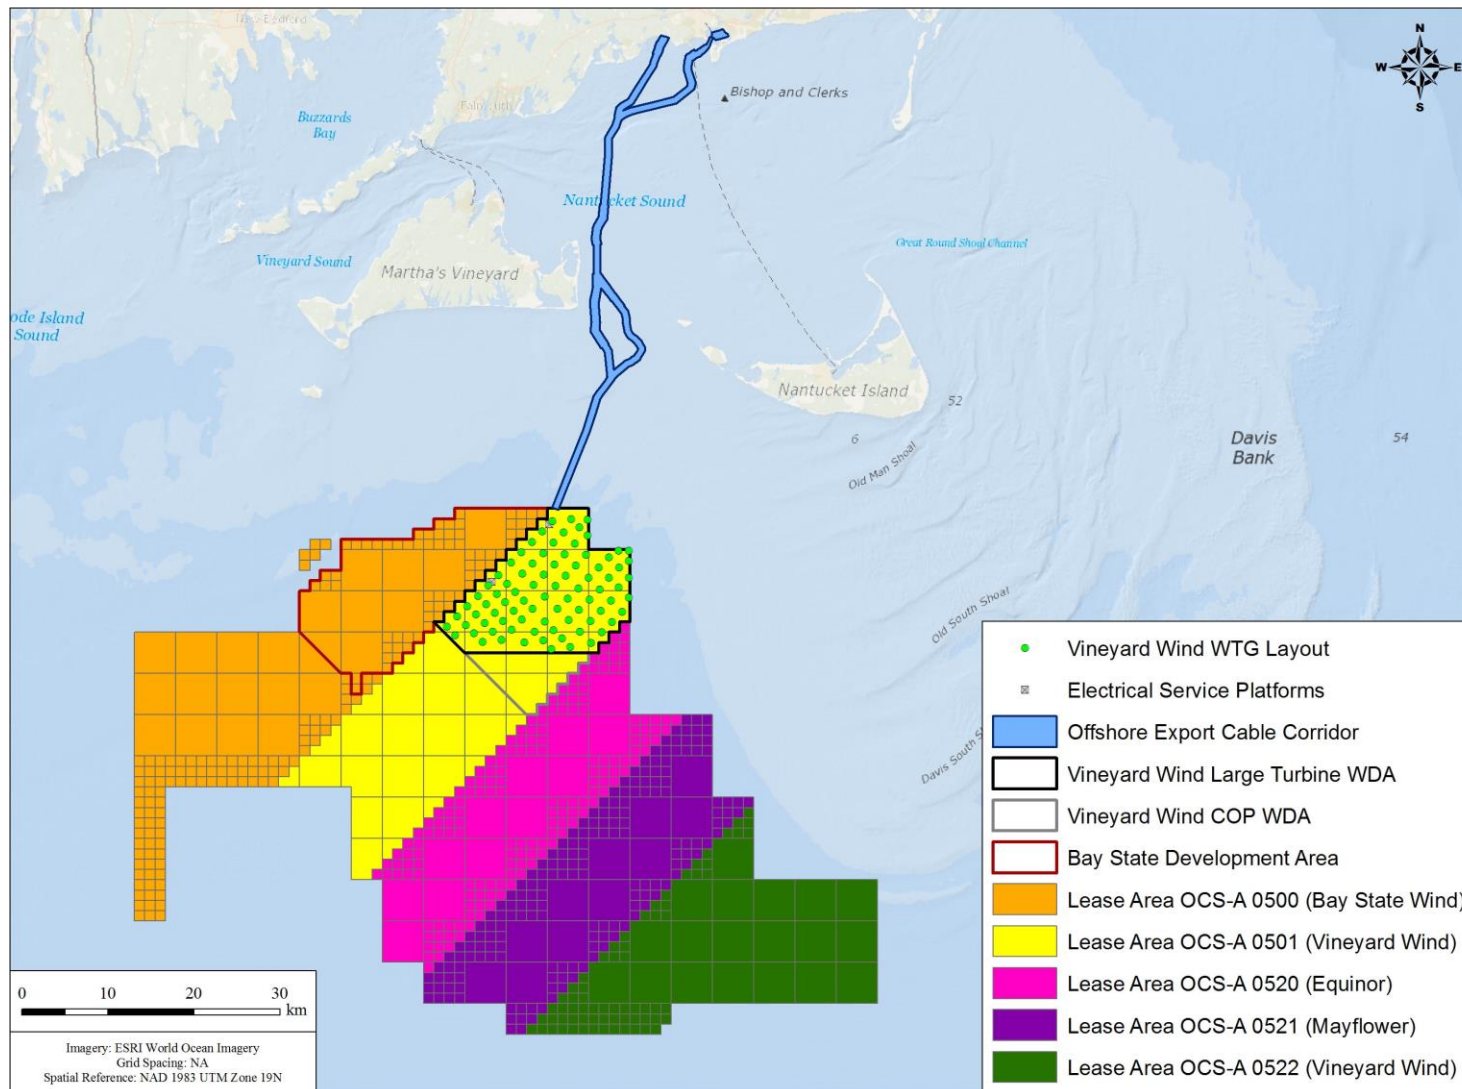 New Bedford
N
W E
S
Bishop and Clerks
Falmouth
Buzzards
Bay
Nantucket Sound
Great Round Shoal Channel
Vineyard Sound
Martha's Vineyard
ode Island
Sound
Nantucket Island
52
6
Old Man Shoal
Davis
Bank
54
Old South Shoal
Davis South S
Vineyard Wind WTG Layout
Electrical Service Platforms
Offshore Export Cable Corridor
Vineyard Wind Large Turbine WDA
Vineyard Wind COP WDA
Bay State Development Area
Lease Area OCS-A 0500 (Bay State Wind)
Lease Area OCS-A 0501 (Vineyard Wind)
Lease Area OCS-A 0520 (Equinor)
Lease Area OCS-A 0521 (Mayflower)
Lease Area OCS-A 0522 (Vineyard Wind)
0 10 20 30
km
Imagery: ESRI World Ocean Imagery
Grid Spacing: NA
Spatial Reference: NAD 1983 UTM Zone 19N